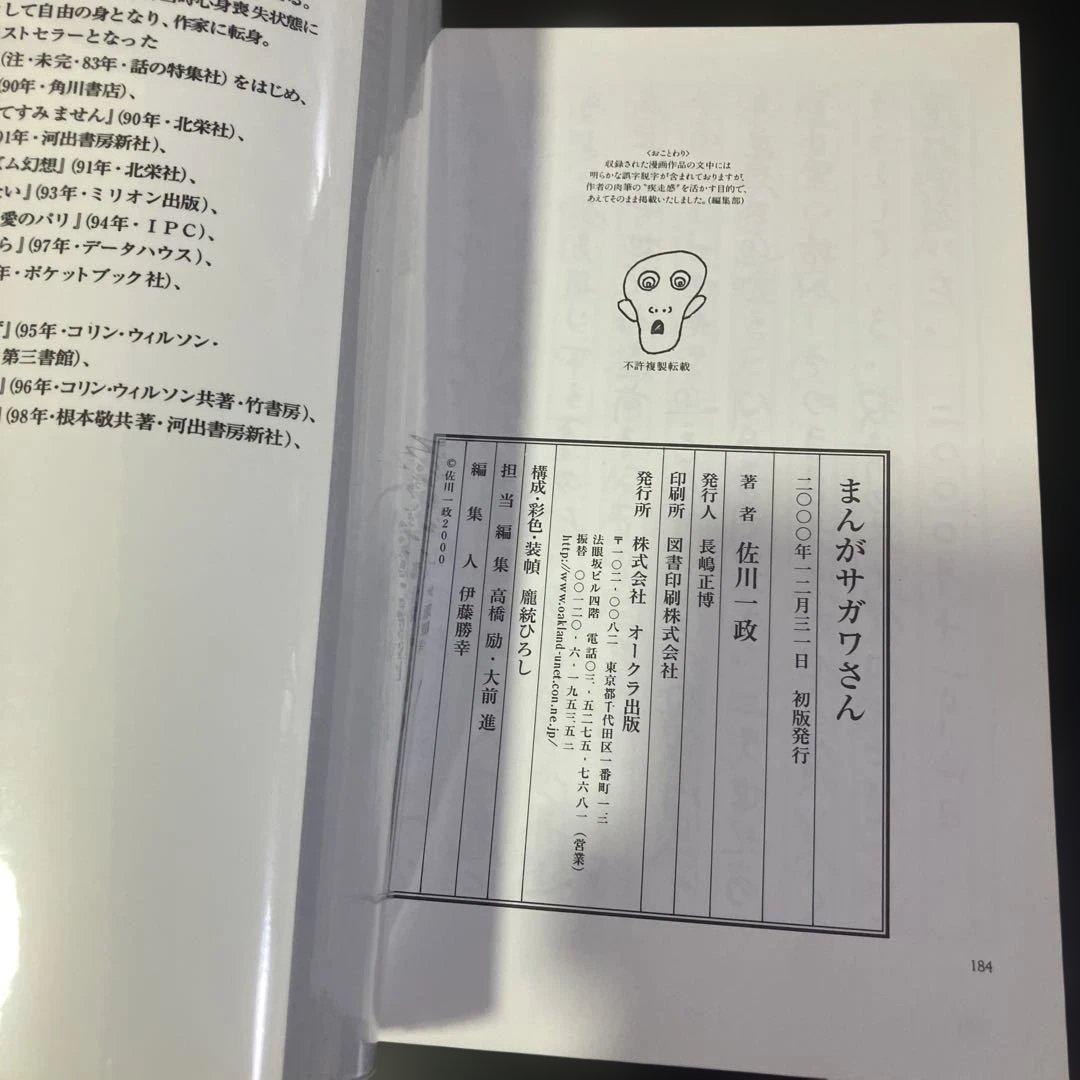 して自由の身となり、作家に転身。
ストセラーとなった
(注・未完・83年・話の特集社)をはじめ、
(90年・角川書店)、
てすみません』(90年・北栄社)、
91年・河出書房新社)、
ズム幻想』(91年・北栄社)、
ない』(93年・ミリオン出版)、
愛のパリ』(94年・IPC)、
ら』(97年・データハウス)、
年・ポケットブック社)、
』(95年・コリン・ウィルソン・
第三書館)、
』(96年・コリン・ウィルソン共著・竹書房)、
』(98年・根本敬共著・河出書房新社)、
〈おことわり〉
収録された漫画作品の文中には
明らかな誤字脱字が含まれておりますが、
作者の肉筆の“疾走感”を活かす目的で、
あえてそのまま掲載いたしました。(編集部)
不許複製転載
まんがサガワさん
二〇〇〇年一二月三一日 初版発行
著者 佐川一政
発行人 長嶋正博
印刷所 図書印刷株式会社
発行所 株式会社 オークラ出版
〒一〇二-〇〇八二 東京都千代田区一番町一-三
法眼坂ビル四階 電話〇三-五二七五-七六八一(営業)
振替 〇〇一二〇-六-一九五三五二
http://www.oakland-unet.con.ne.jp/
構成・彩色・装幀 龐統ひろし
担当編集 高橋 励・大前 進
編集人 伊藤勝幸
©佐川一政2000
184